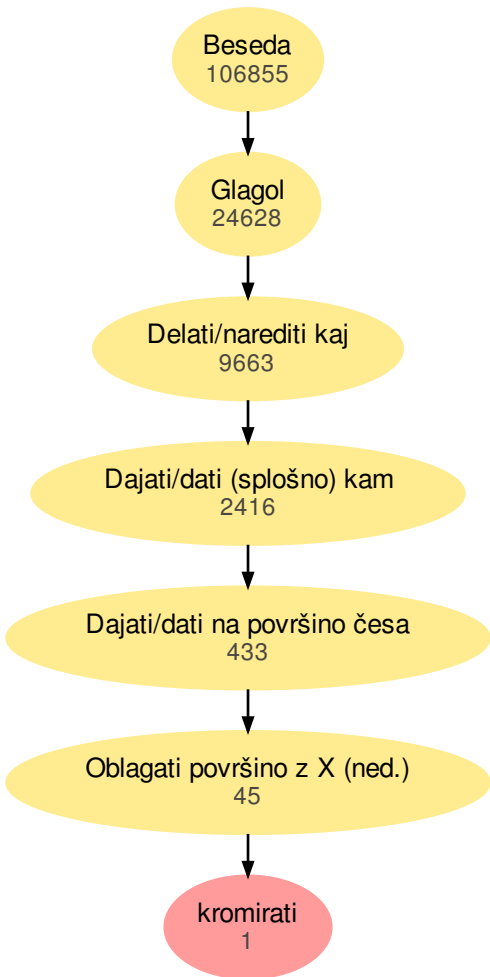 Beseda
106855
Glagol
24628
Delati/narediti kaj
9663
Dajati/dati (splošno) kam
2416
Dajati/dati na površino česa
433
Oblagati površino z X (ned.)
45
kromirati
1